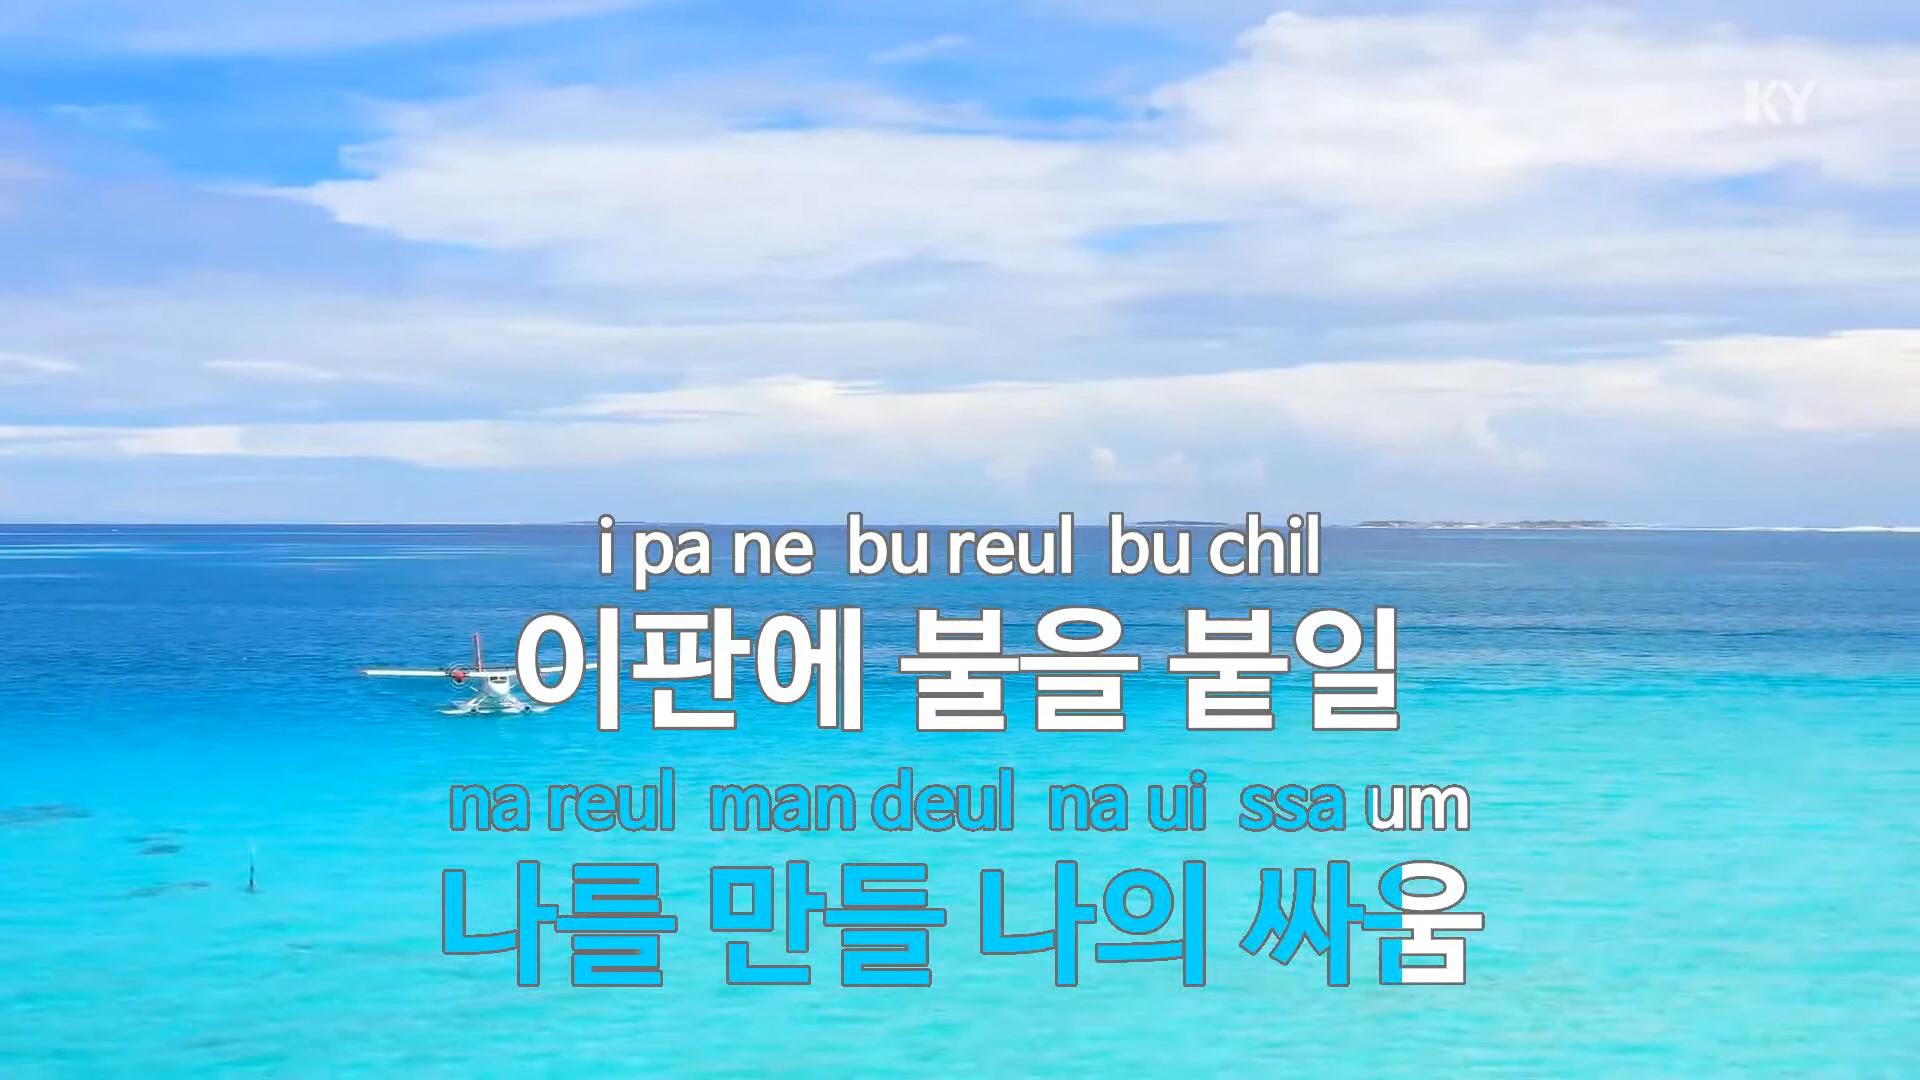 KY
i pa ne bu reul bu chil
이판에 불을 붙일
na reul man deul na ui ssa um
나를 만들 나의 싸움